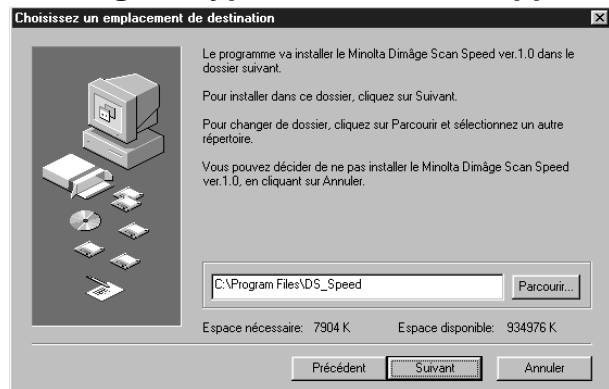 Choisissez un emplacement de destination
Le programme va installer le Minolta Dimâge Scan Speed ver.1.0 dans le
dossier suivant.
Pour installer dans ce dossier, cliquez sur Suivant.
Pour changer de dossier, cliquez sur Parcourir et sélectionnez un autre
répertoire.
Vous pouvez décider de ne pas installer le Minolta Dimâge Scan Speed
ver.1.0, en cliquant sur Annuler.
C:\Program Files\DS_Speed
Parcourir...
Espace nécessaire: 7904 K Espace disponible: 934976 K
Précédent Suivant Annuler